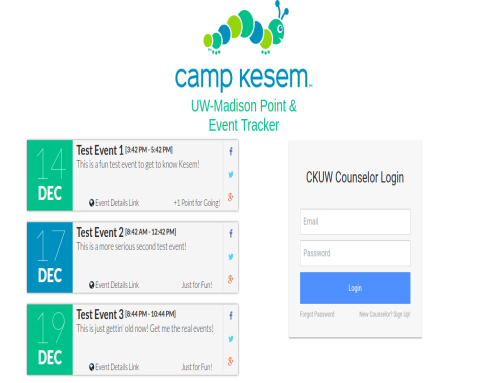 camp kesem
UW-Madison Point &
Event Tracker
14
DEC
Test Event 1 [3:42 PM - 5:42 PM]
This is a fun test event to get to know Kesem!
Event Details Link
+1 Point for Going!
17
DEC
Test Event 2 [8:42 AM - 12:42 PM]
This is a more serious second test event!
Event Details Link
Just for Fun!
19
DEC
Test Event 3 [8:44 PM - 10:44 PM]
This is just gettin' old now! Get me the real events!
Event Details Link
Just for Fun!
CKUW Counselor Login
Email
Password
Login
Forgot Password
New Counselor? Sign Up!